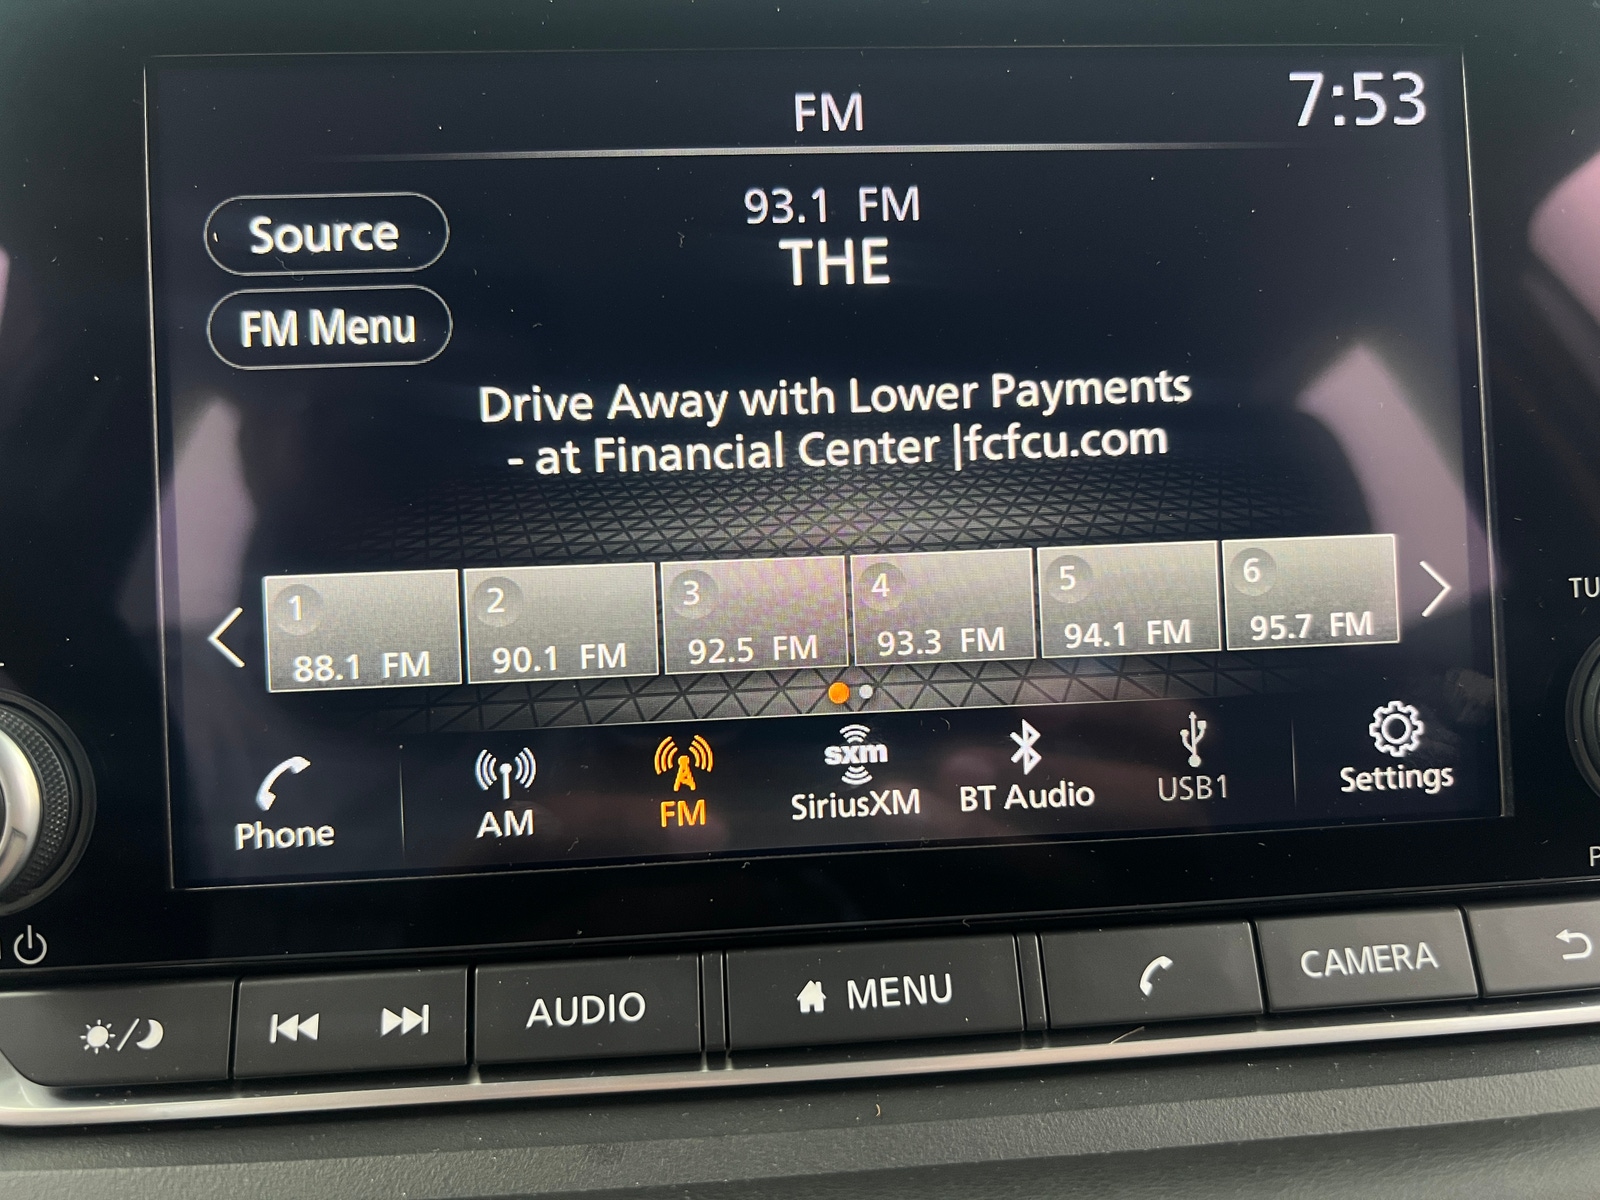 FM
7:53
93.1 FM
THE
Source
FM Menu
Drive Away with Lower Payments
- at Financial Center |fcfcu.com
1
88.1 FM
2
90.1 FM
3
92.5 FM
4
93.3 FM
5
94.1 FM
6
95.7 FM
Phone
AM
FM
sxm
SiriusXM
BT Audio
USB1
Settings
AUDIO
MENU
CAMERA